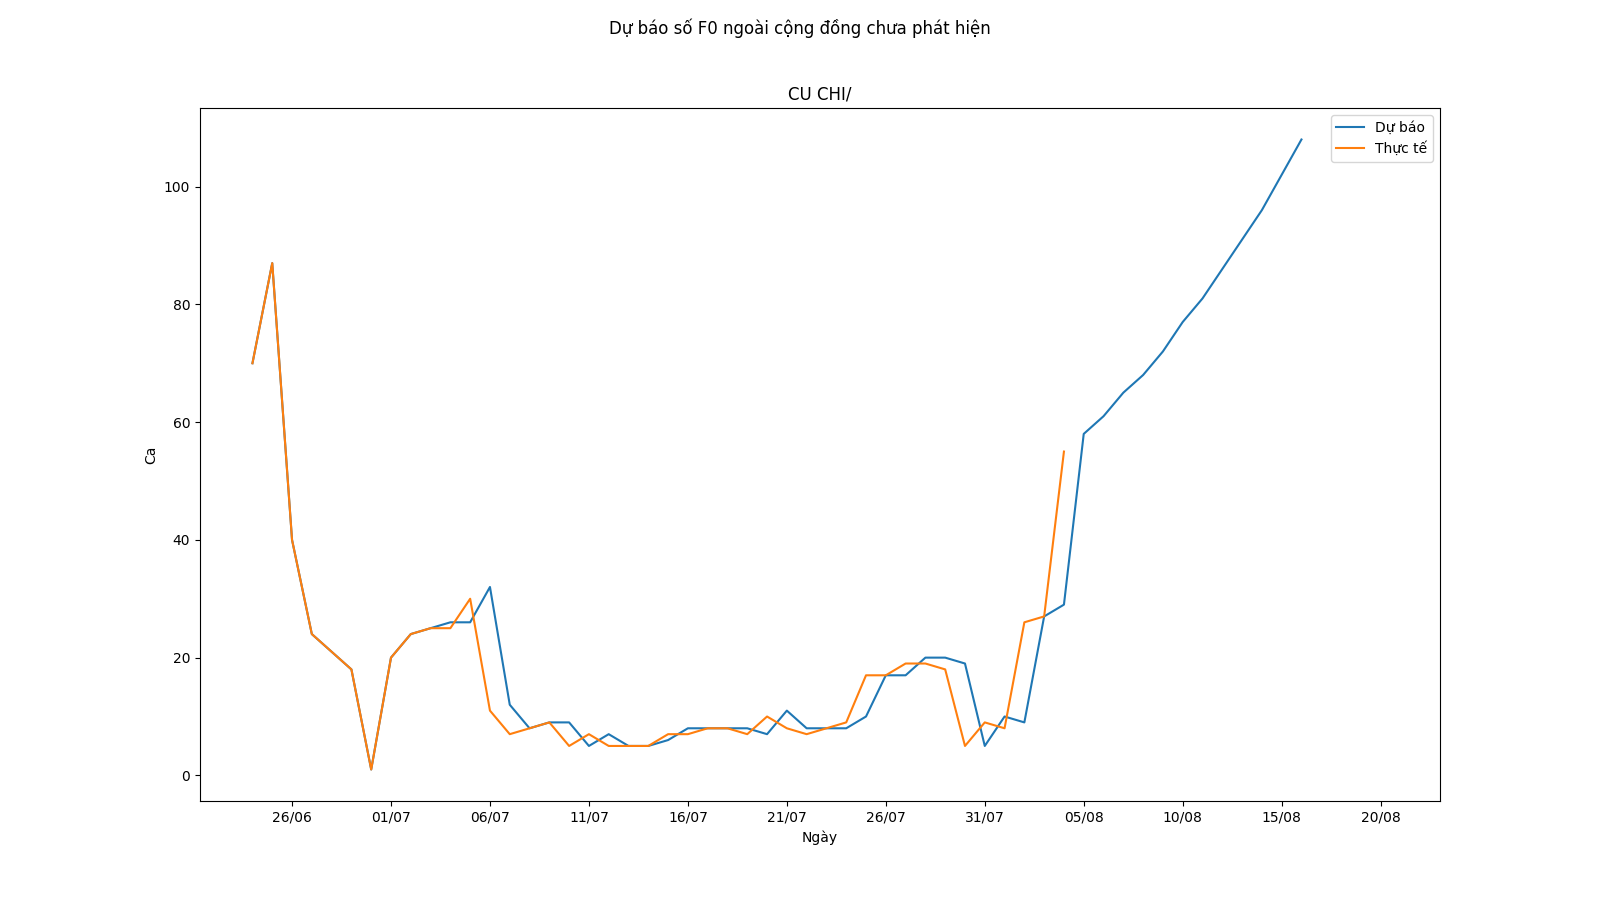 Dự báo số F0 ngoài cộng đồng chưa phát hiện
CU CHI/
Dự báo
Thực tế
100
80
60
40
20
0
Ca
26/06 01/07 06/07 11/07 16/07 21/07 26/07 31/07 05/08 10/08 15/08 20/08
Ngày